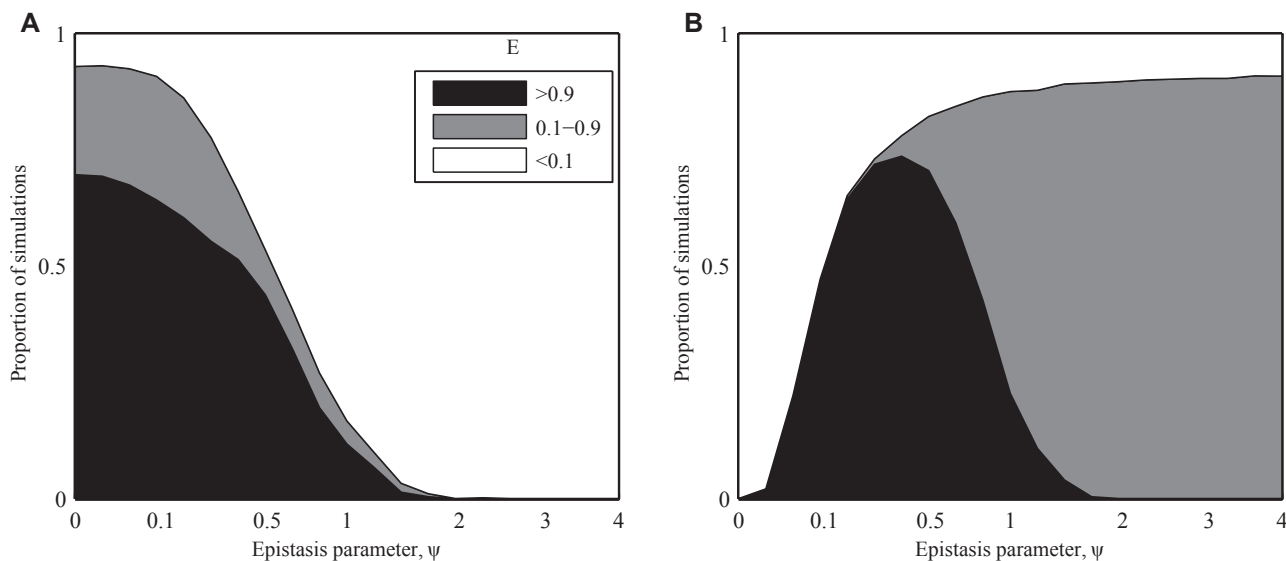 A
1
E
>0.9
0.1−0.9
<0.1
Proportion of simulations
0.5
0
0 0.1 0.5 1 2 3 4
Epistasis parameter, ψ
B
1
Proportion of simulations
0.5
0
0 0.1 0.5 1 2 3 4
Epistasis parameter, ψ